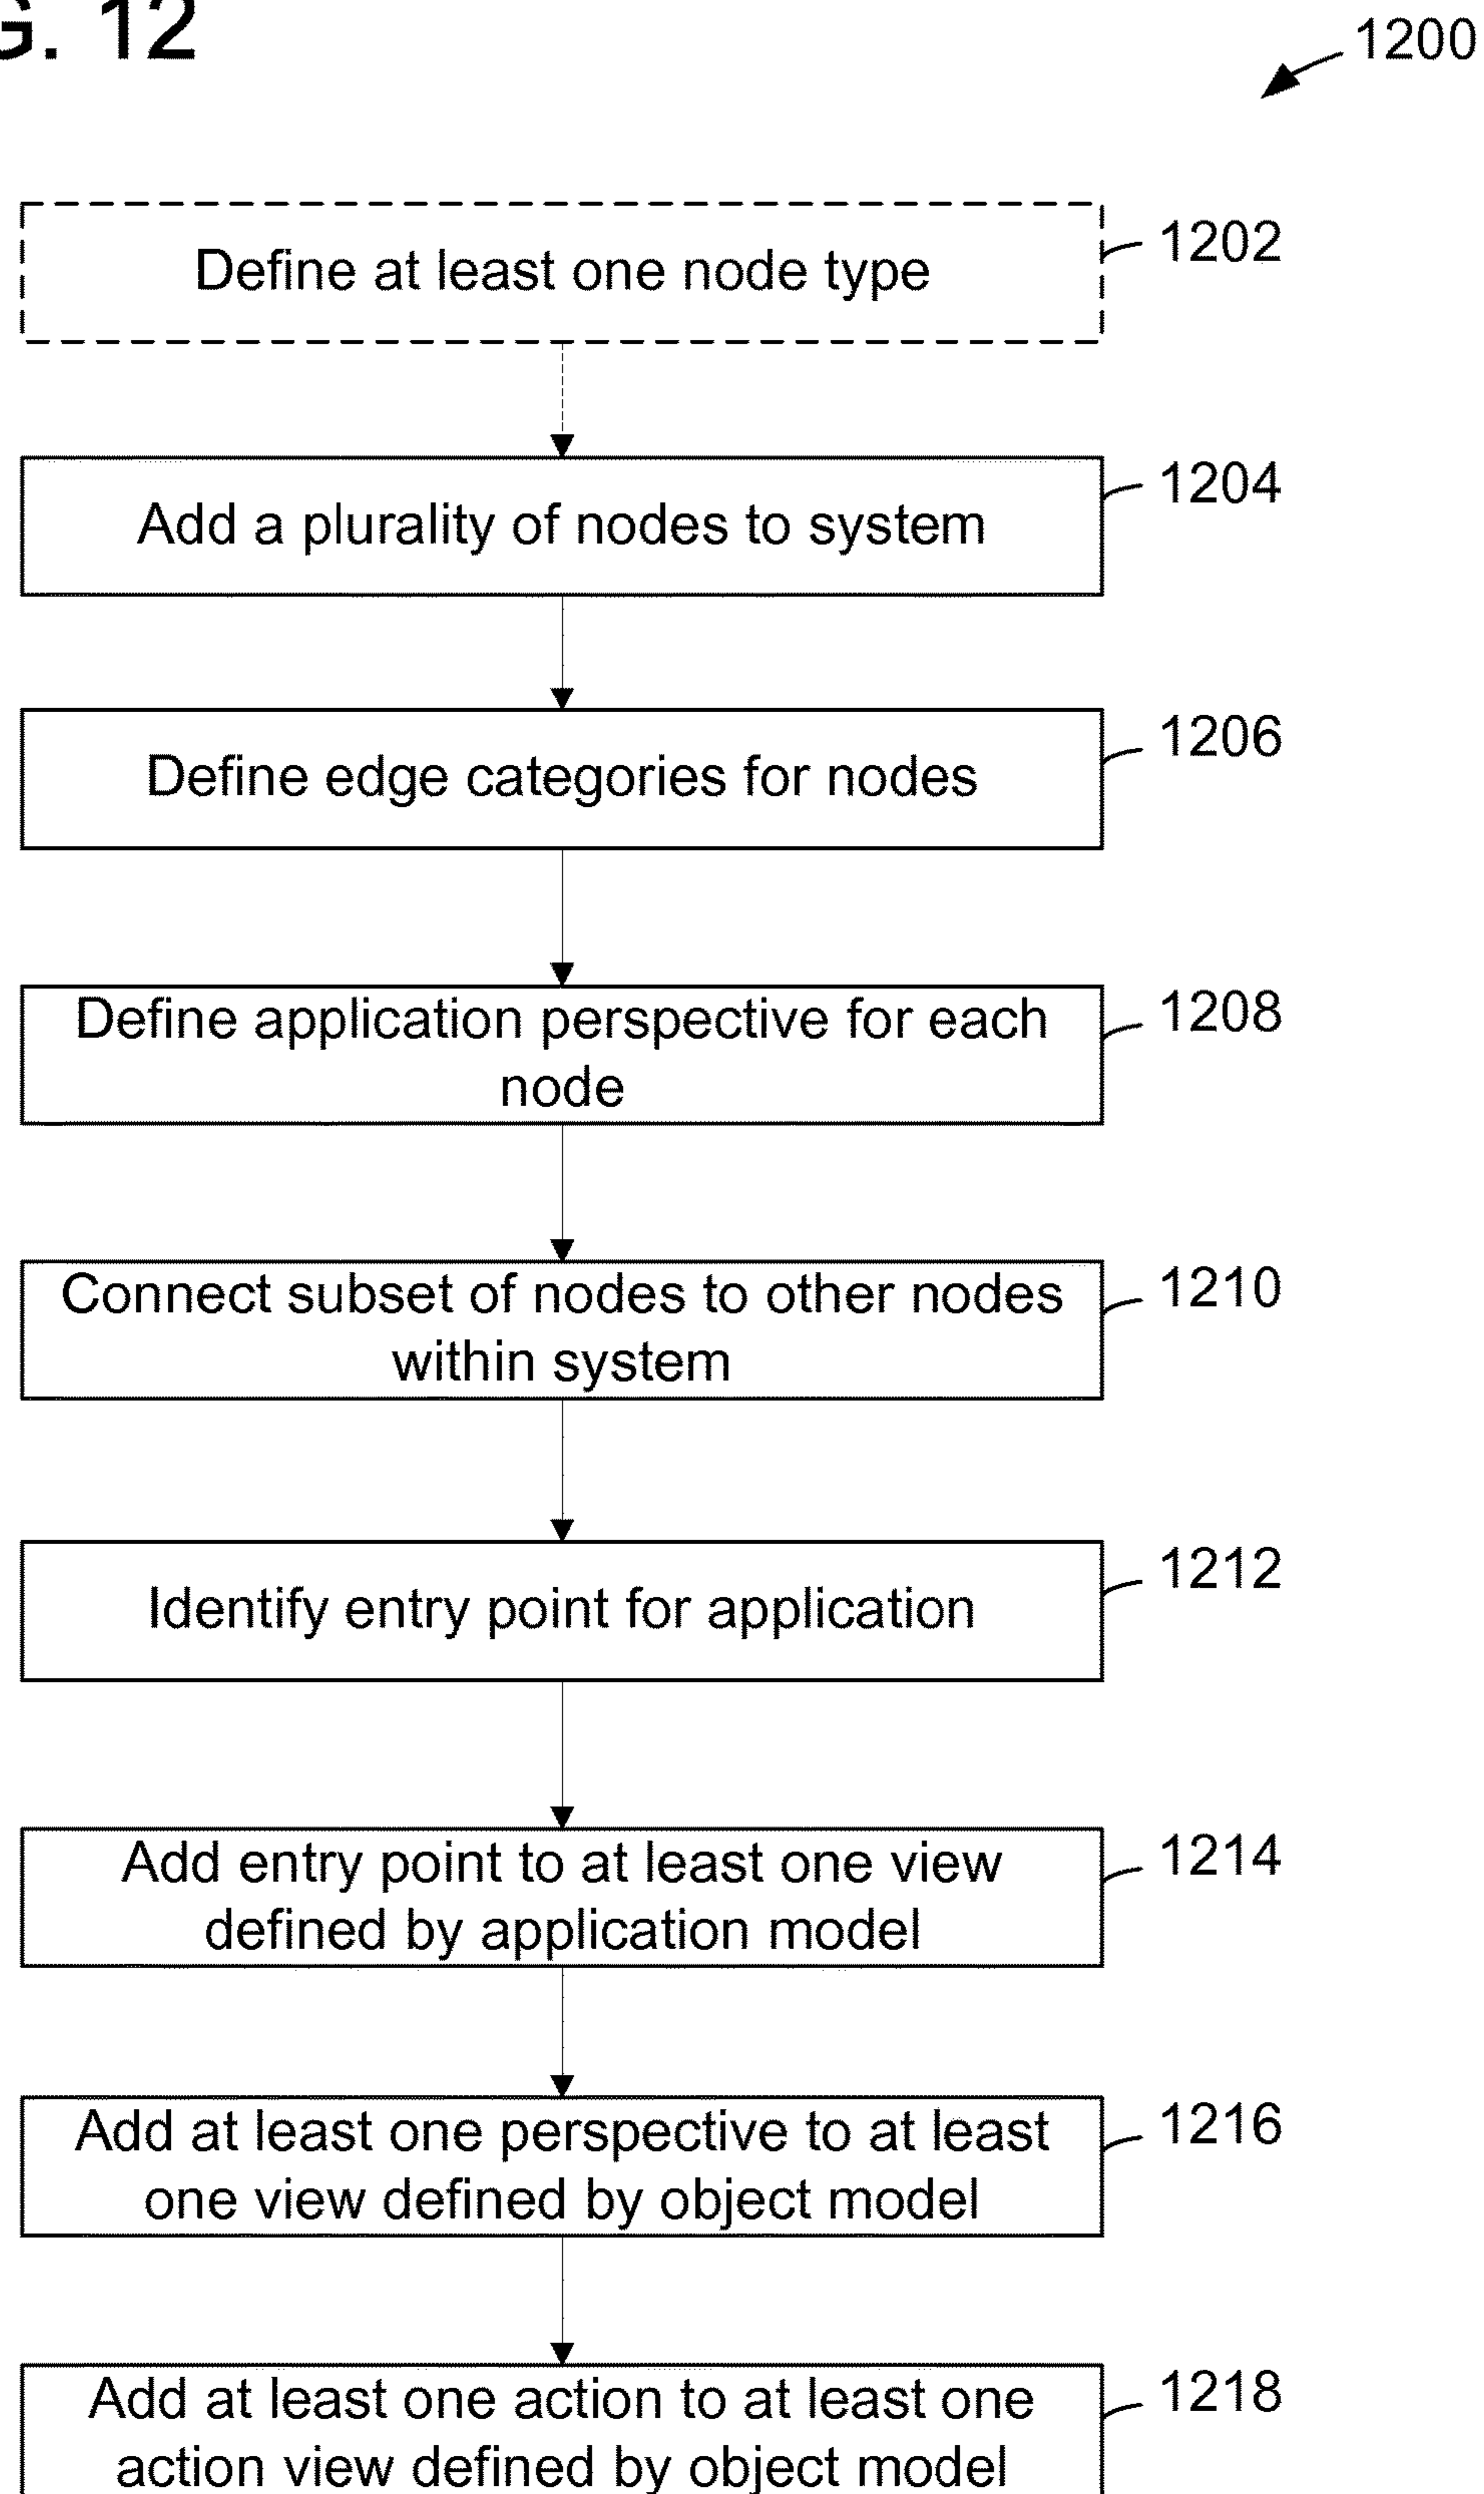 G. 12
1200
Define at least one node type
1202
Add a plurality of nodes to system
1204
Define edge categories for nodes
1206
Define application perspective for each
node
1208
Connect subset of nodes to other nodes
within system
1210
Identify entry point for application
1212
Add entry point to at least one view
defined by application model
1214
Add at least one perspective to at least
one view defined by object model
1216
Add at least one action to at least one
action view defined by object model
1218